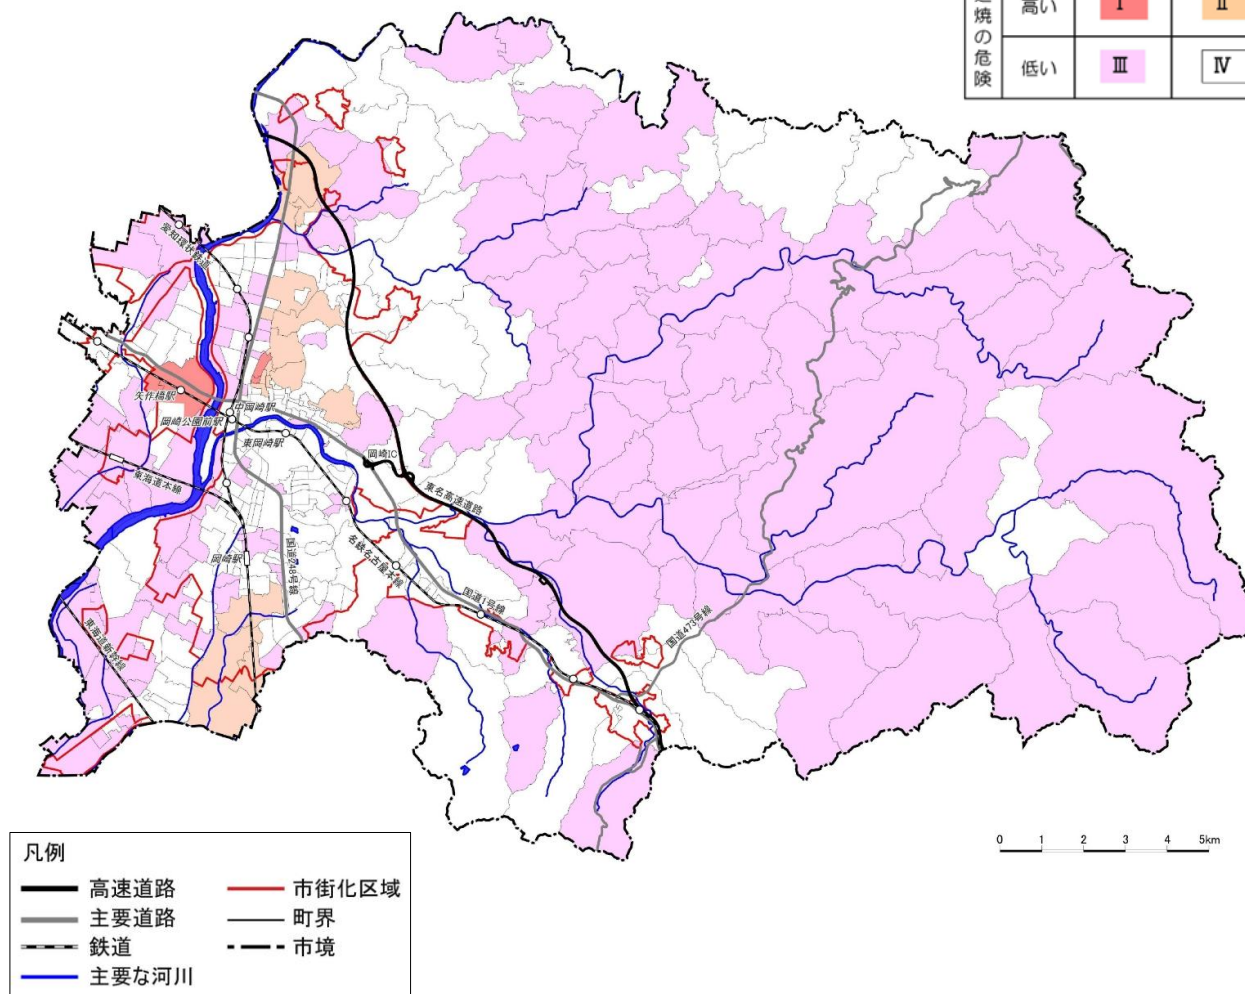 高い Ⅰ Ⅱ
焼の危険
低い Ⅲ Ⅳ
愛知環状鉄道
矢作橋駅
中岡崎駅
岡崎公園前駅
東岡崎駅
岡崎IC
東名高速道路
東海道本線
岡崎駅
国道248号線
名鉄名古屋本線
国道1号線
国道473号線
東海道新幹線
0 1 2 3 4 5km
凡例
高速道路
市街化区域
主要道路
町界
鉄道
市境
主要な河川